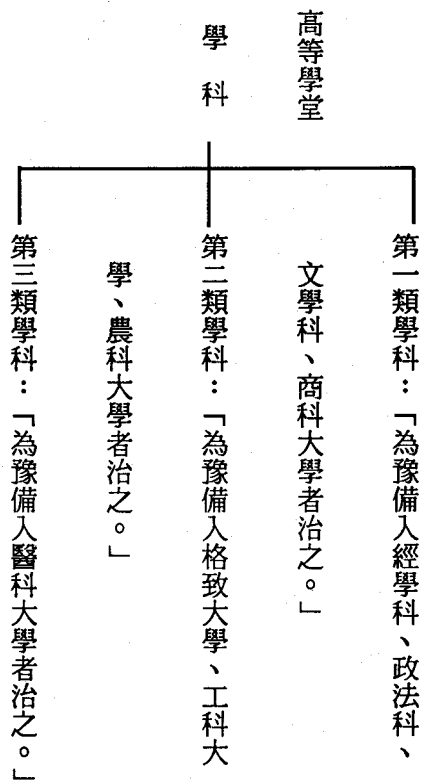 高等學堂
學科
第一類學科：「為豫備入經學科、政法科、
文學科、商科大學者治之。」
第二類學科：「為豫備入格致大學、工科大
學、農科大學者治之。」
第三類學科：「為豫備入醫科大學者治之。」